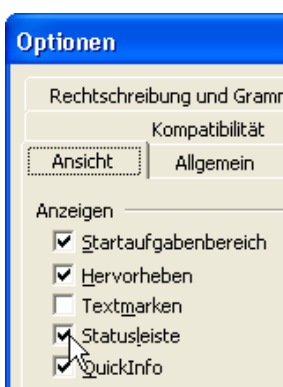 Optionen
Rechtschreibung und Gramm
Kompatibilität
Ansicht Allgemein
Anzeigen
Startaufgabenbereich
Hervorheben
Textmarken
Statusleiste
QuickInfo